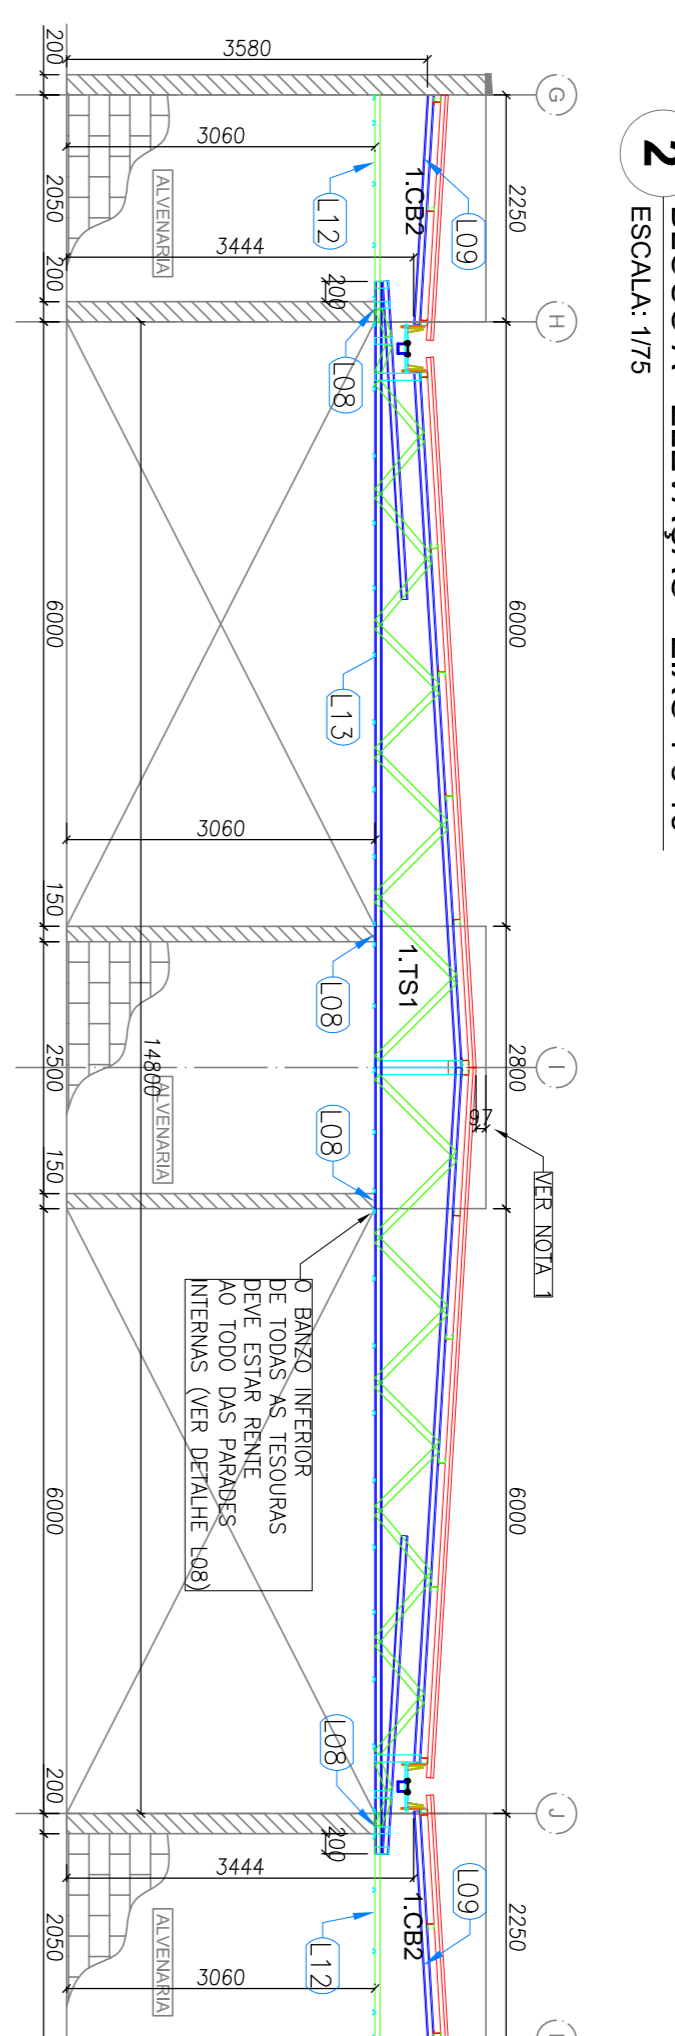 2
ESCALA: 1/75
G
H
I
J
2250
6000
2800
6000
2250
3580
3060
3444
200
L12
1.CB2
L09
L08
ALVENARIA
L13
3060
1.TS1
L08
14800
ALVENARIA
L08
VER NOTA 1
O BANZO INFERIOR
DE TODAS AS TESOURAS
DEVE ESTAR RENTE
AO TODO DAS PARADES
INTERNAS (VER DETALHE L08)
L08
200
3444
1.CB2
L09
L12
3060
ALVENARIA
200
2050
200
6000
150
2500
150
6000
200
2050